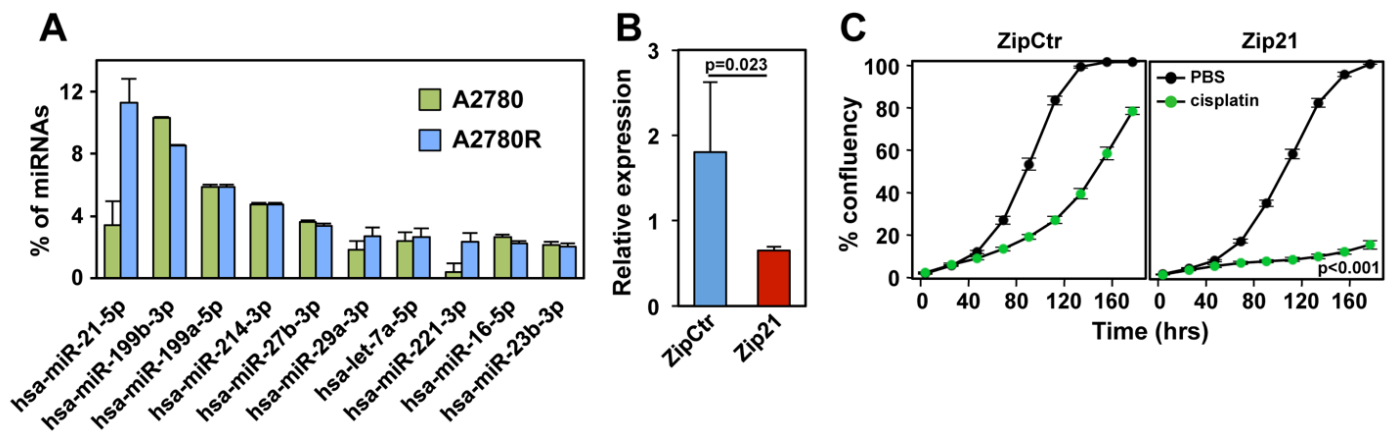 A
% of miRNAs
12
8
4
0
A2780
A2780R
hsa-miR-21-5p
hsa-miR-199b-3p
hsa-miR-199a-5p
hsa-miR-214-3p
hsa-miR-27b-3p
hsa-miR-29a-3p
hsa-let-7a-5p
hsa-miR-221-3p
hsa-miR-16-5p
hsa-miR-23b-3p
B
Relative expression
3
2
1
0
p=0.023
ZipCtr
Zip21
C
ZipCtr
Zip21
% confluency
100
80
60
40
20
0
PBS
cisplatin
p<0.001
0 40 80 120 160
0 40 80 120 160
Time (hrs)